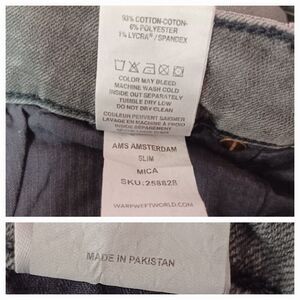 93% COTTON-COTON-
6% POLYESTER
1% LYCRA®/SPANDEX
COLOR MAY BLEED
MACHINE WASH COLD
INSIDE OUT SEPARATELY
TUMBLE DRY LOW
DO NOT DRY CLEAN
COULEUR PEUVENT SAIGNER
LAVAGE EN MACHINE À FROID
INSIDE DÉPAREMENT
AMS AMSTERDAM
SLIM
MICA
SKU:258828
WARPWEFTWORLD.COM
MADE IN PAKISTAN